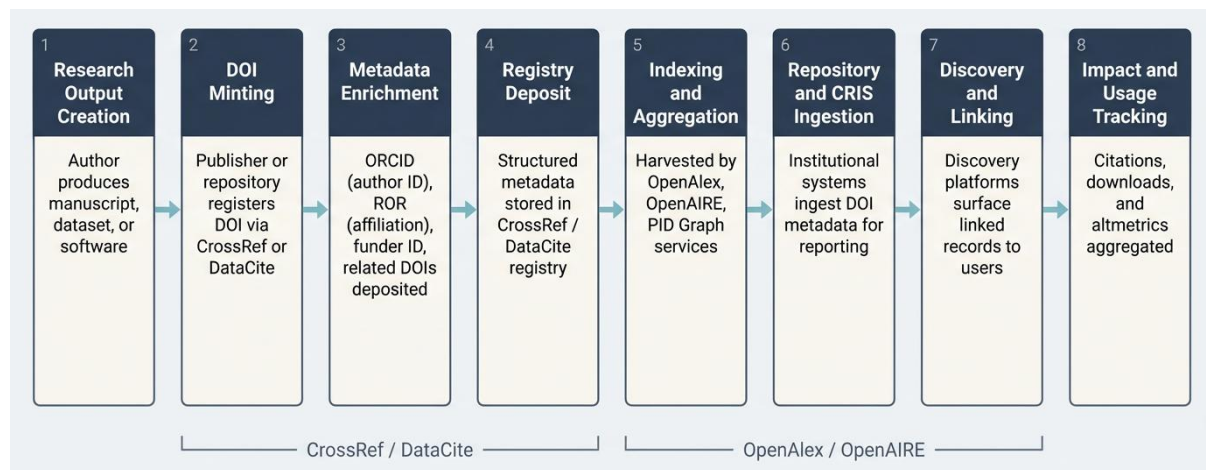 1
Research
Output
Creation
Author
produces
manuscript,
dataset, or
software
2
DOI
Minting
Publisher or
repository
registers
DOI via
CrossRef or
DataCite
3
Metadata
Enrichment
ORCID
(author ID),
ROR
(affiliation),
funder ID,
related DOIs
deposited
4
Registry
Deposit
Structured
metadata
stored in
CrossRef /
DataCite
registry
5
Indexing
and
Aggregation
Harvested by
OpenAlex,
OpenAIRE,
PID Graph
services
6
Repository
and CRIS
Ingestion
Institutional
systems
ingest DOI
metadata for
reporting
7
Discovery
and
Linking
Discovery
platforms
surface
linked
records to
users
8
Impact and
Usage
Tracking
Citations,
downloads,
and
altmetrics
aggregated
CrossRef / DataCite
OpenAlex / OpenAIRE